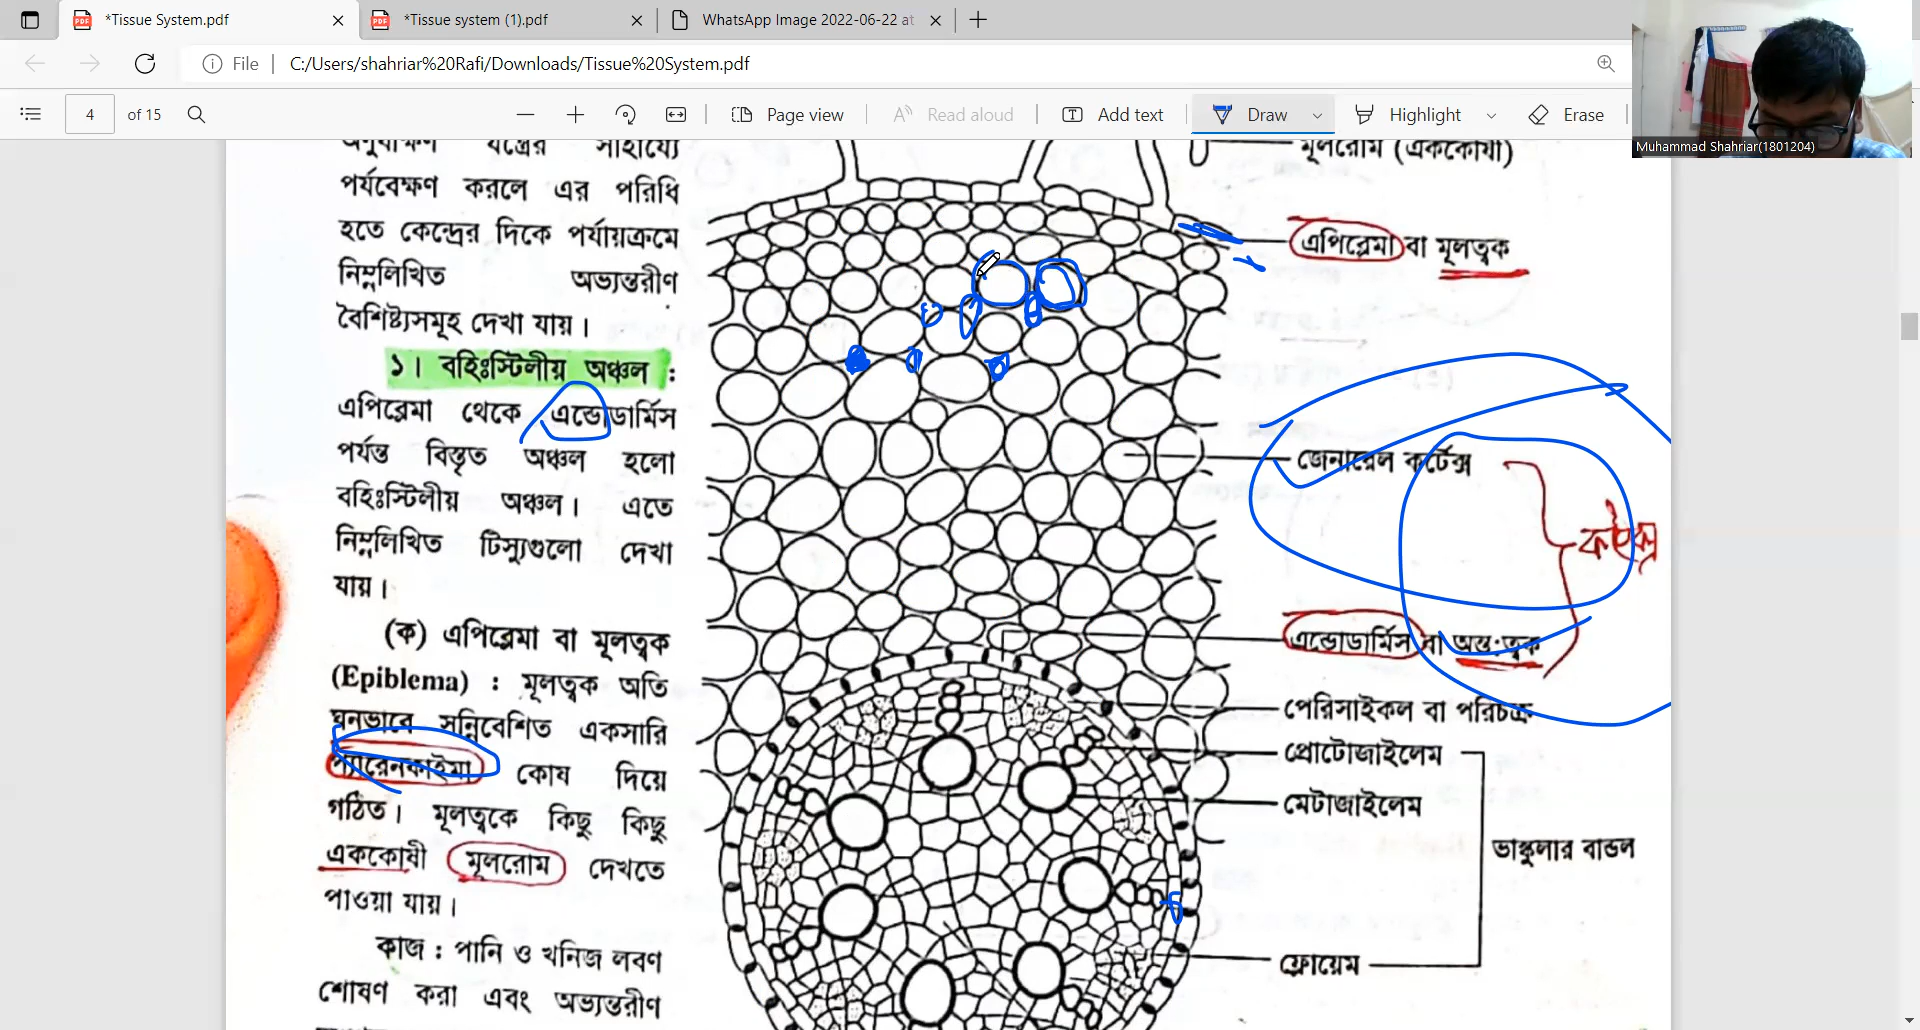 *Tissue System.pdf
*Tissue system (1).pdf
WhatsApp Image 2022-06-22 at
File
C:/Users/shahriar%20Rafi/Downloads/Tissue%20System.pdf
4 of 15
Page view
Read aloud
Add text
Draw
Highlight
Erase
Muhammad Shahriar(1801204)
অনুবীক্ষণ যন্ত্রের সাহায্যে
পর্যবেক্ষণ করলে এর পরিধি
হতে কেন্দ্রের দিকে পর্যায়ক্রমে
নিম্নলিখিত অভ্যন্তরীণ
বৈশিষ্ট্যসমূহ দেখা যায়।
১। বহিঃস্টিলীয় অঞ্চল :
এপিব্লেমা থেকে এন্ডোডার্মিস
পর্যন্ত বিস্তৃত অঞ্চল হলো
বহিঃস্টিলীয় অঞ্চল। এতে
নিম্নলিখিত টিস্যুগুলো দেখা
যায়।
(ক) এপিব্লেমা বা মূলত্বক
(Epiblema) : মূলত্বক অতি
ঘনভাবে সন্নিবেশিত একসারি
প্যারেনকাইমা কোষ দিয়ে
গঠিত। মূলত্বকে কিছু কিছু
এককোষী মূলরোম দেখতে
পাওয়া যায়।
কাজ : পানি ও খনিজ লবণ
শোষণ করা এবং অভ্যন্তরীণ
মূলরোম (এককোষী)
এপিব্লেমা বা মূলত্বক
জেনারেল কর্টেক্স
কর্টেক্স
এন্ডোডার্মিস বা অন্তঃত্বক
পেরিসাইকল বা পরিচক্র
প্রোটোজাইলেম
মেটাজাইলেম
ভাস্কুলার বান্ডল
ফ্লোয়েম